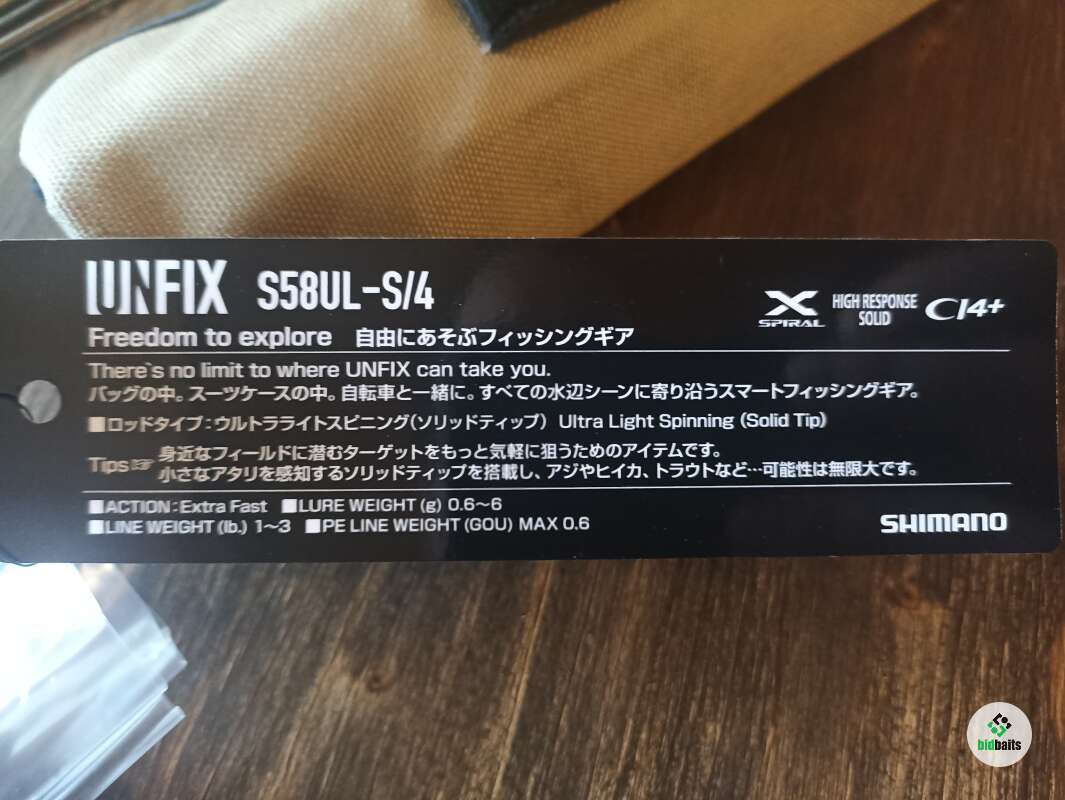 UNFIX S58UL-S/4
X SPIRAL HIGH RESPONSE SOLID CI4+
Freedom to explore 自由にあそぶフィッシングギア
There`s no limit to where UNFIX can take you.
バッグの中。スーツケースの中。自転車と一緒に。すべての水辺シーンに寄り沿うスマートフィッシングギア。
■ロッドタイプ:ウルトラライトスピニング(ソリッドティップ) Ultra Light Spinning (Solid Tip)
Tips☞ 身近なフィールドに潜むターゲットをもっと気軽に狙うためのアイテムです。
小さなアタリを感知するソリッドティップを搭載し、アジやヒイカ、トラウトなど…可能性は無限大です。
■ACTION:Extra Fast ■LURE WEIGHT (g) 0.6~6
■LINE WEIGHT (lb.) 1~3 ■PE LINE WEIGHT (GOU) MAX 0.6
SHIMANO
bidbaits